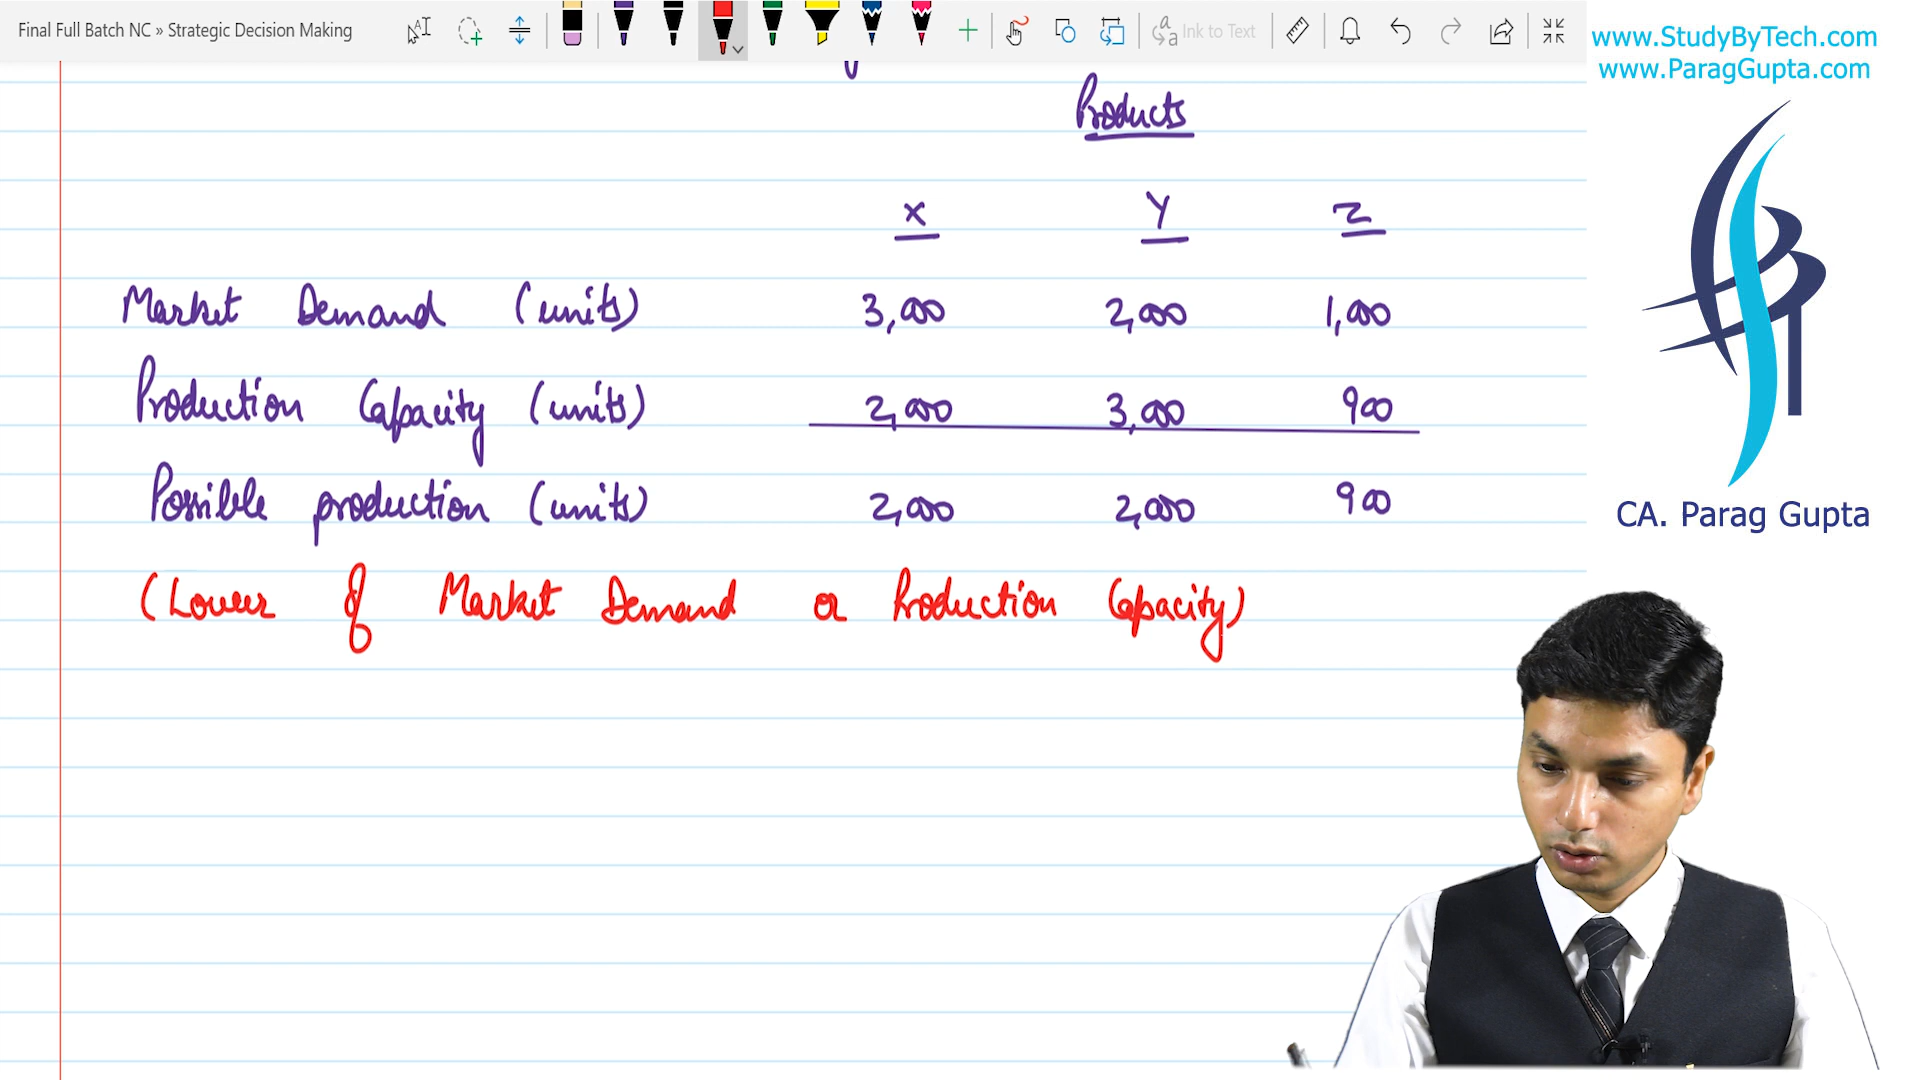 Final Full Batch NC » Strategic Decision Making
Ink to Text
www.StudyByTech.com
www.ParagGupta.com
Products
X Y Z
Market Demand (units) 3,000 2,000 1,000
Production Capacity (units) 2,000 3,000 900
Possible production (units) 2,000 2,000 900
(Lower of Market Demand or Production Capacity)
CA. Parag Gupta